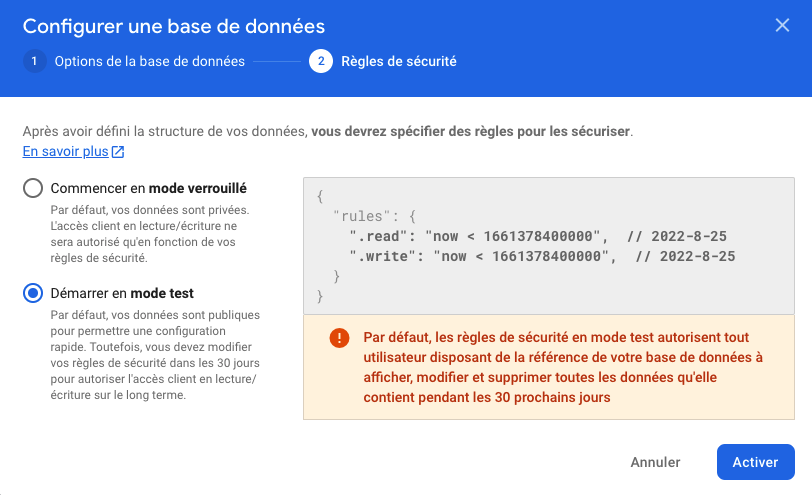 Configurer une base de données
1 Options de la base de données 2 Règles de sécurité
Après avoir défini la structure de vos données, vous devrez spécifier des règles pour les sécuriser.
En savoir plus
Commencer en mode verrouillé
Par défaut, vos données sont privées.
L'accès client en lecture/écriture ne
sera autorisé qu'en fonction de vos
règles de sécurité.
Démarrer en mode test
Par défaut, vos données sont publiques
pour permettre une configuration
rapide. Toutefois, vous devez modifier
vos règles de sécurité dans les 30 jours
pour autoriser l'accès client en lecture/
écriture sur le long terme.
{
"rules": {
".read": "now < 1661378400000", // 2022-8-25
".write": "now < 1661378400000", // 2022-8-25
}
}
Par défaut, les règles de sécurité en mode test autorisent tout
utilisateur disposant de la référence de votre base de données à
afficher, modifier et supprimer toutes les données qu'elle
contient pendant les 30 prochains jours
Annuler Activer